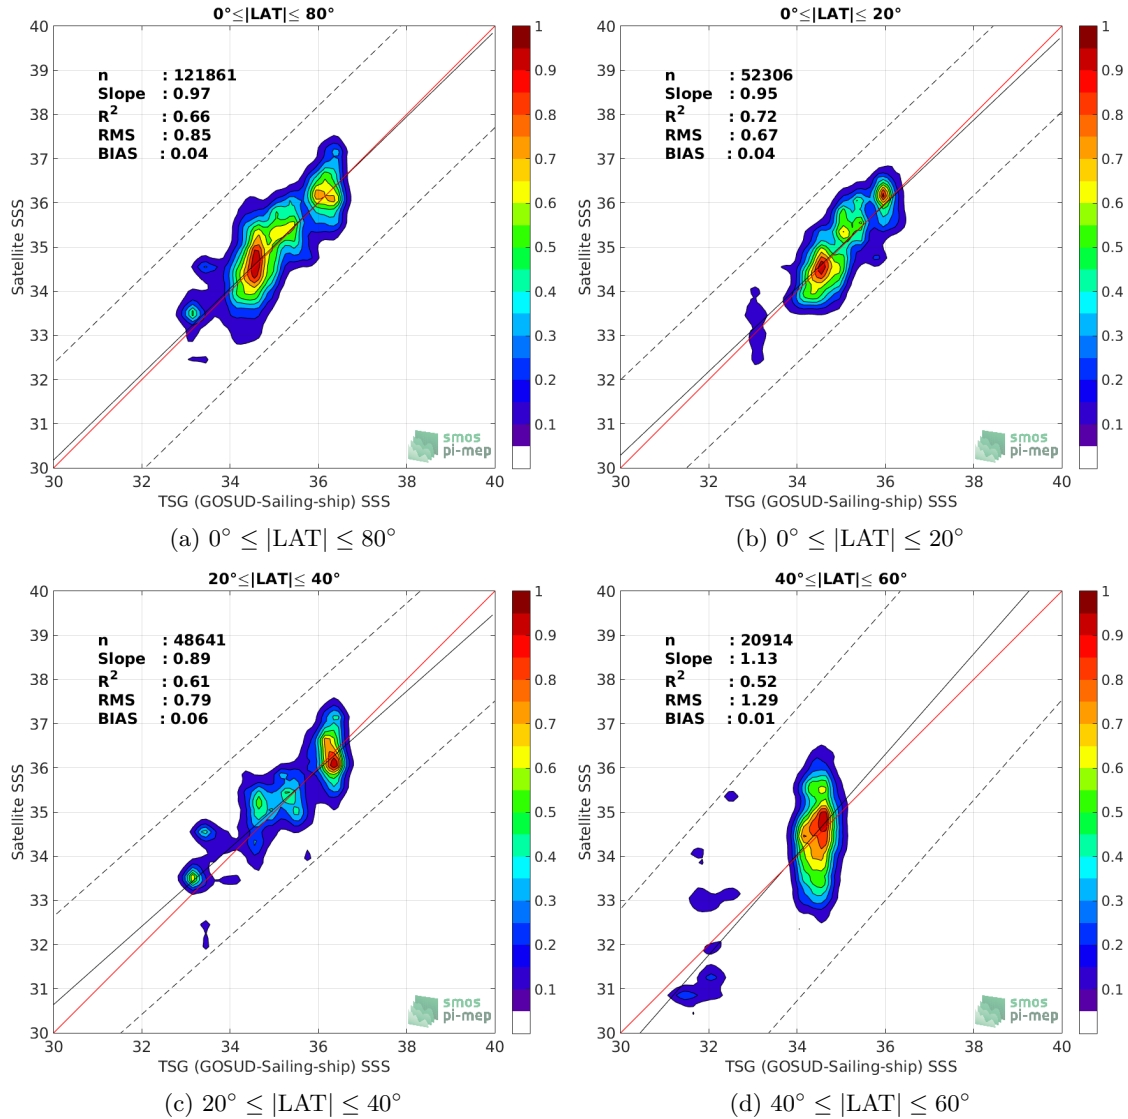 0°≤|LAT|≤ 80°
40
39
38
37
36
35
34
33
32
31
30
Satellite SSS
n : 121861
Slope : 0.97
R2 : 0.66
RMS : 0.85
BIAS : 0.04
smos
pi-mep
30 32 34 36 38 40
TSG (GOSUD-Sailing-ship) SSS
1
0.9
0.8
0.7
0.6
0.5
0.4
0.3
0.2
0.1
(a) 0° ≤ |LAT| ≤ 80°
0°≤|LAT|≤ 20°
40
39
38
37
36
35
34
33
32
31
30
Satellite SSS
n : 52306
Slope : 0.95
R2 : 0.72
RMS : 0.67
BIAS : 0.04
smos
pi-mep
30 32 34 36 38 40
TSG (GOSUD-Sailing-ship) SSS
1
0.9
0.8
0.7
0.6
0.5
0.4
0.3
0.2
0.1
(b) 0° ≤ |LAT| ≤ 20°
20°≤|LAT|≤ 40°
40
39
38
37
36
35
34
33
32
31
30
Satellite SSS
n : 48641
Slope : 0.89
R2 : 0.61
RMS : 0.79
BIAS : 0.06
smos
pi-mep
30 32 34 36 38 40
TSG (GOSUD-Sailing-ship) SSS
1
0.9
0.8
0.7
0.6
0.5
0.4
0.3
0.2
0.1
(c) 20° ≤ |LAT| ≤ 40°
40°≤|LAT|≤ 60°
40
39
38
37
36
35
34
33
32
31
30
Satellite SSS
n : 20914
Slope : 1.13
R2 : 0.52
RMS : 1.29
BIAS : 0.01
smos
pi-mep
30 32 34 36 38 40
TSG (GOSUD-Sailing-ship) SSS
1
0.9
0.8
0.7
0.6
0.5
0.4
0.3
0.2
0.1
(d) 40° ≤ |LAT| ≤ 60°